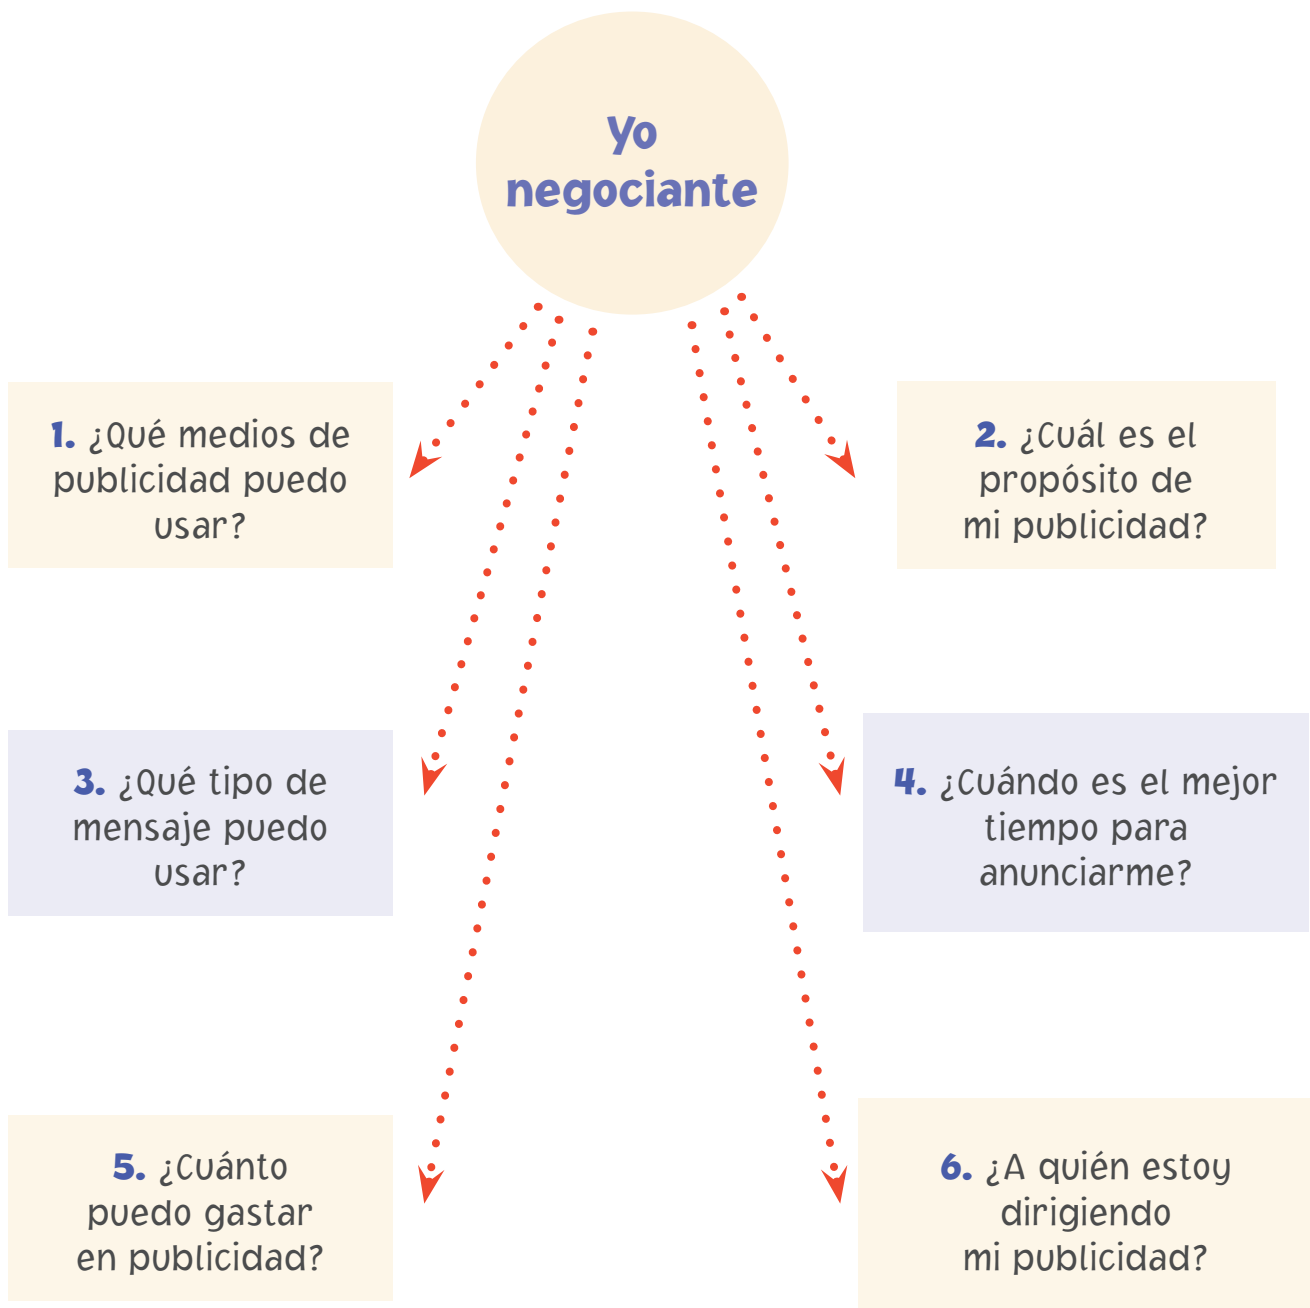 Yo
negociante
1. ¿Qué medios de
publicidad puedo
usar?
2. ¿Cuál es el
propósito de
mi publicidad?
3. ¿Qué tipo de
mensaje puedo
usar?
4. ¿Cuándo es el mejor
tiempo para
anunciarme?
5. ¿Cuánto
puedo gastar
en publicidad?
6. ¿A quién estoy
dirigiendo
mi publicidad?